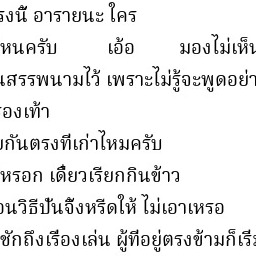 รงนี้ อารายนะ ใคร
หนครับ เอ้อ มองไม่เห็น
นสรรพนามไว้ เพราะไม่รู้จะพูดอย่า
รองเท้า
กันตรงที่เก่าไหมครับ
หรอก เดี๋ยวเรียกกินข้าว
อนวิธีปั้นจิ้งหรีดให้ ไม่เอาเหรอ
ชักถึงเรื่องเล่น ผู้ที่อยู่ตรงข้ามก็เริ่ม